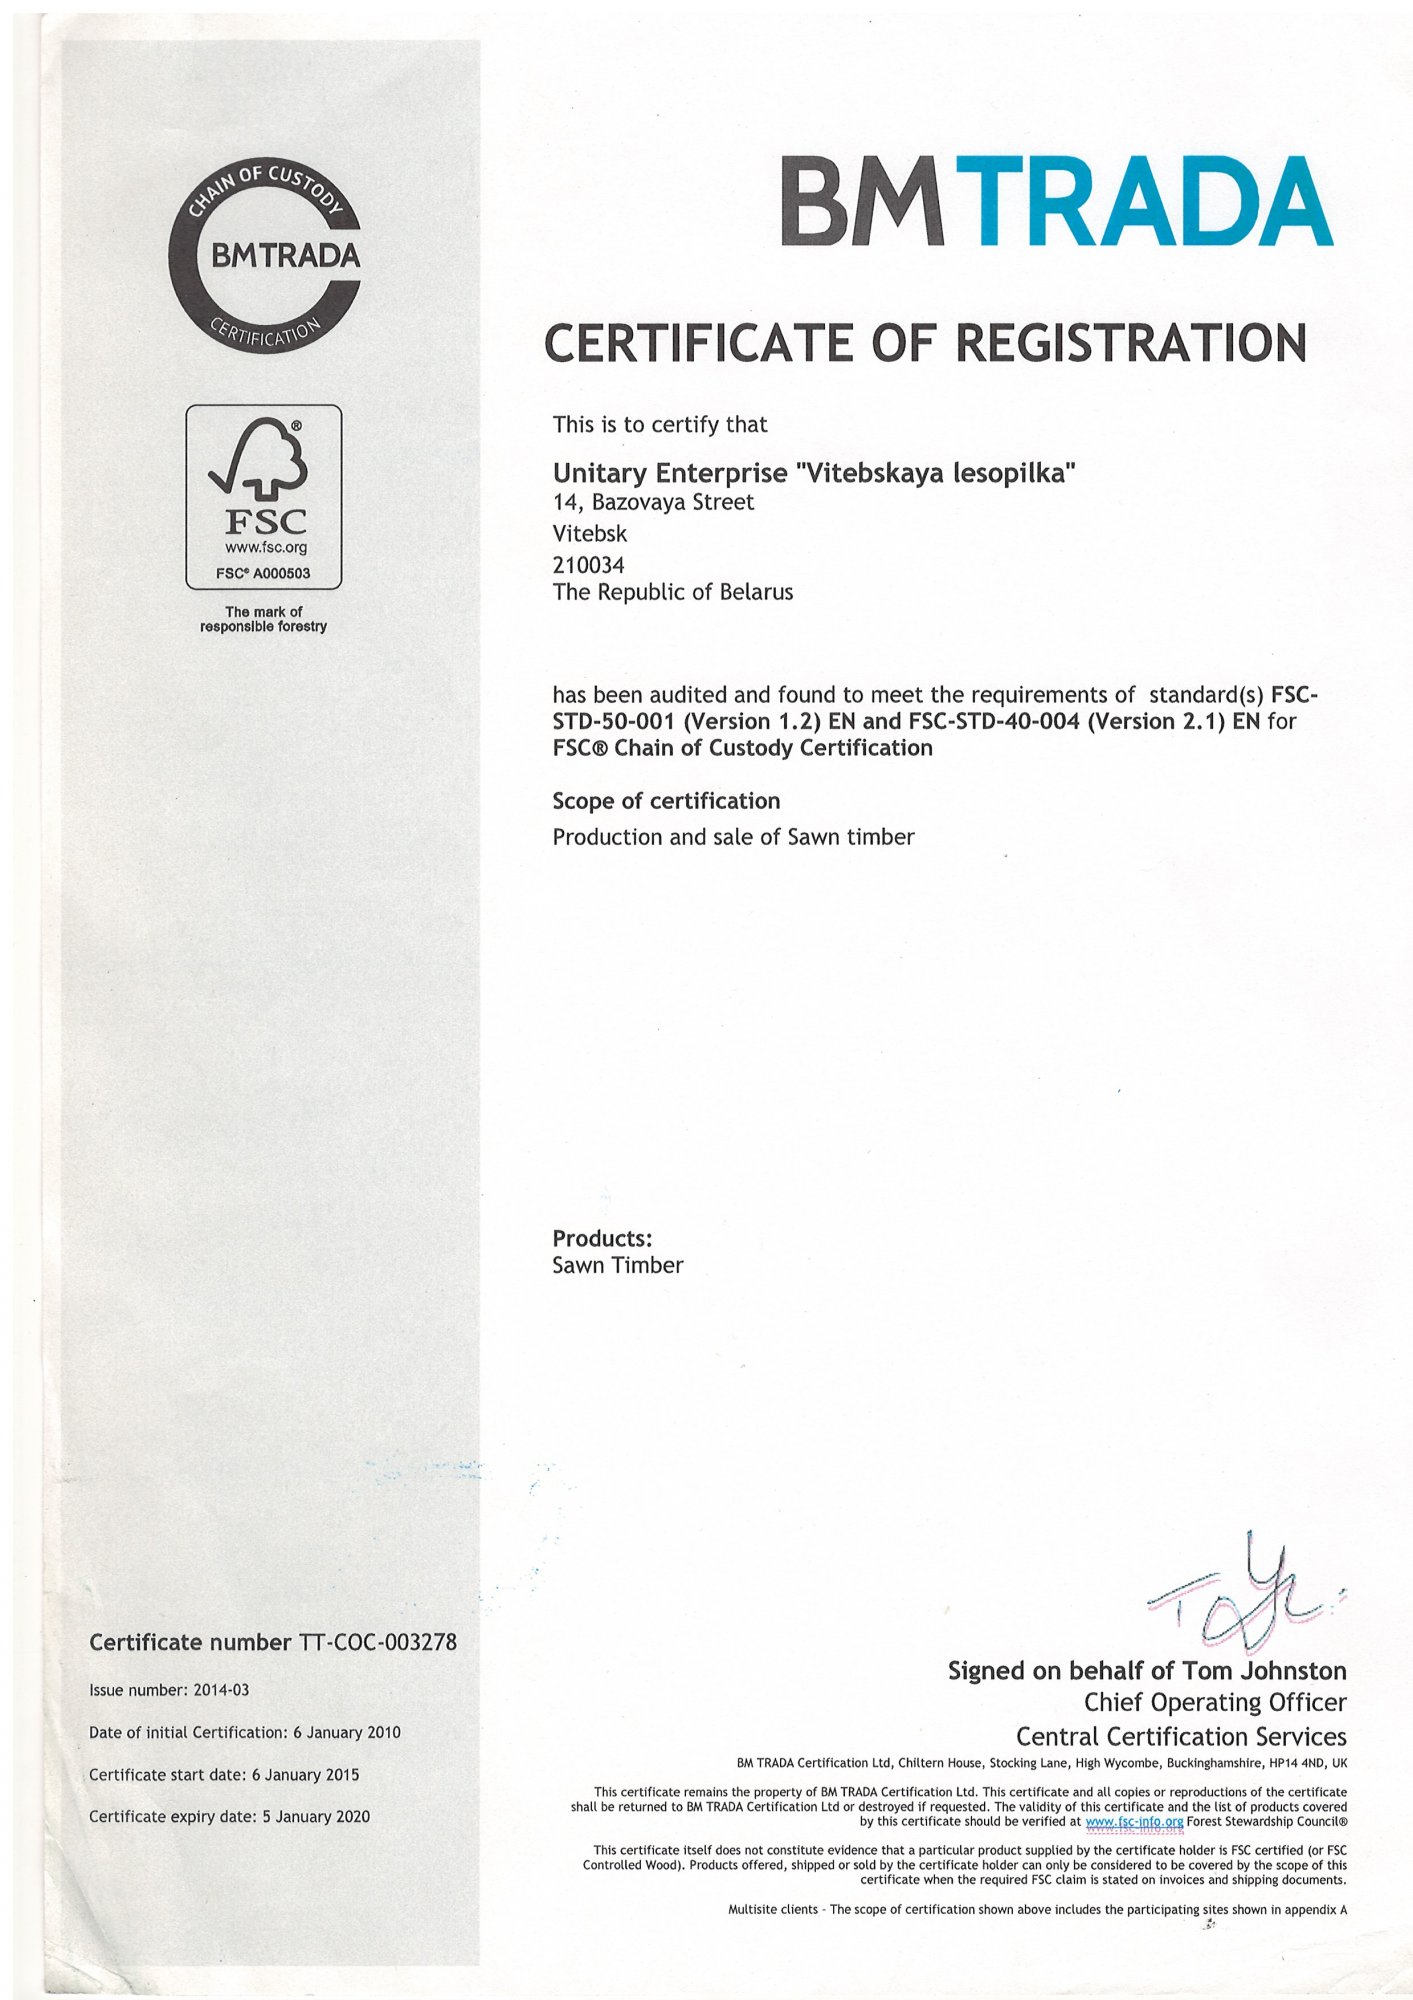 CHAIN OF CUSTODY
BM TRADA
CERTIFICATION
FSC®
www.fsc.org
FSC® A000503
The mark of
responsible forestry
BM TRADA
CERTIFICATE OF REGISTRATION
This is to certify that
Unitary Enterprise "Vitebskaya lesopilka"
14, Bazovaya Street
Vitebsk
210034
The Republic of Belarus
has been audited and found to meet the requirements of standard(s) FSC-
STD-50-001 (Version 1.2) EN and FSC-STD-40-004 (Version 2.1) EN for
FSC® Chain of Custody Certification
Scope of certification
Production and sale of Sawn timber
Products:
Sawn Timber
Certificate number TT-COC-003278
Issue number: 2014-03
Date of initial Certification: 6 January 2010
Certificate start date: 6 January 2015
Certificate expiry date: 5 January 2020
Signed on behalf of Tom Johnston
Chief Operating Officer
Central Certification Services
BM TRADA Certification Ltd, Chiltern House, Stocking Lane, High Wycombe, Buckinghamshire, HP14 4ND, UK
This certificate remains the property of BM TRADA Certification Ltd. This certificate and all copies or reproductions of the certificate
shall be returned to BM TRADA Certification Ltd or destroyed if requested. The validity of this certificate and the list of products covered
by this certificate should be verified at www.fsc-info.org Forest Stewardship Council®
This certificate itself does not constitute evidence that a particular product supplied by the certificate holder is FSC certified (or FSC
Controlled Wood). Products offered, shipped or sold by the certificate holder can only be considered to be covered by the scope of this
certificate when the required FSC claim is stated on invoices and shipping documents.
Multisite clients - The scope of certification shown above includes the participating sites shown in appendix A